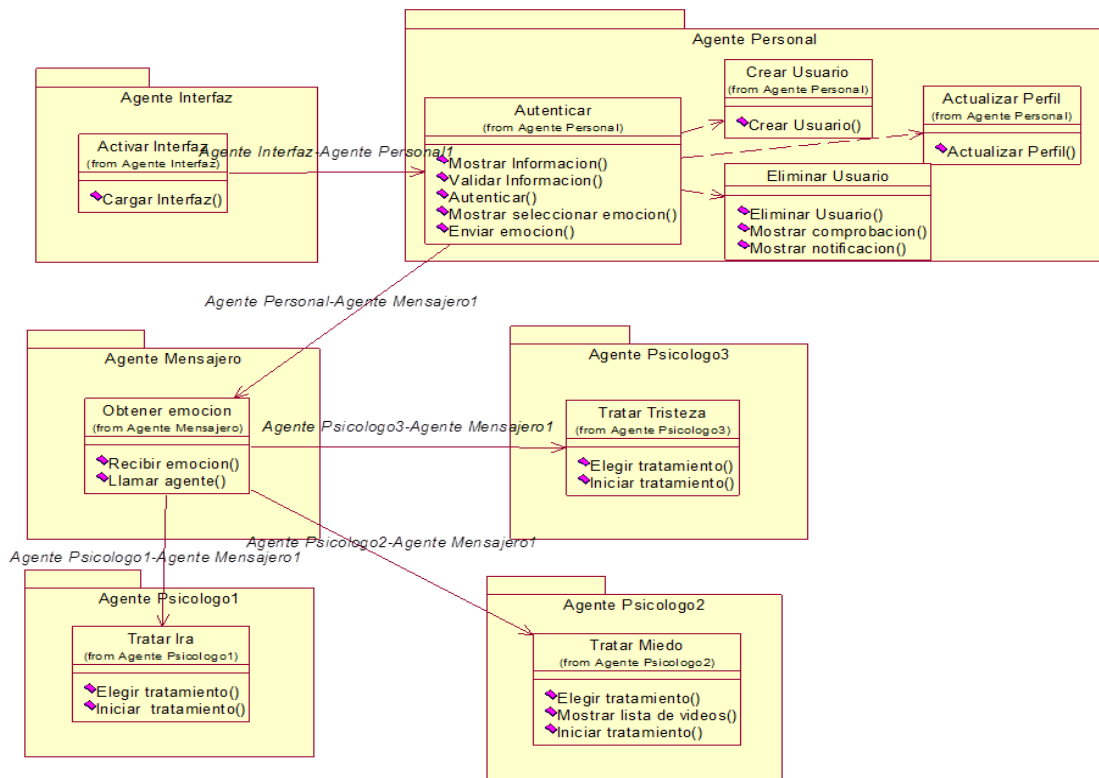 Agente Personal
Agente Interfaz
Activar Interfaz
(from Agente Interfaz)
Cargar Interfaz()
Agente Interfaz-Agente Personal1
Autenticar
(from Agente Personal)
Mostrar Informacion()
Validar Informacion()
Autenticar()
Mostrar seleccionar emocion()
Enviar emocion()
Crear Usuario
(from Agente Personal)
Crear Usuario()
Actualizar Perfil
(from Agente Personal)
Actualizar Perfil()
Eliminar Usuario
Eliminar Usuario()
Mostrar comprobacion()
Mostrar notificacion()
Agente Personal-Agente Mensajero1
Agente Mensajero
Obtener emocion
(from Agente Mensajero)
Recibir emocion()
Llamar agente()
Agente Psicologo3-Agente Mensajero1
Agente Psicologo3
Tratar Tristeza
(from Agente Psicologo3)
Elegir tratamiento()
Iniciar tratamiento()
Agente Psicologo2-Agente Mensajero1
Agente Psicologo1-Agente Mensajero1
Agente Psicologo1
Tratar Ira
(from Agente Psicologo1)
Elegir tratamiento()
Iniciar tratamiento()
Agente Psicologo2
Tratar Miedo
(from Agente Psicologo2)
Elegir tratamiento()
Mostrar lista de videos()
Iniciar tratamiento()